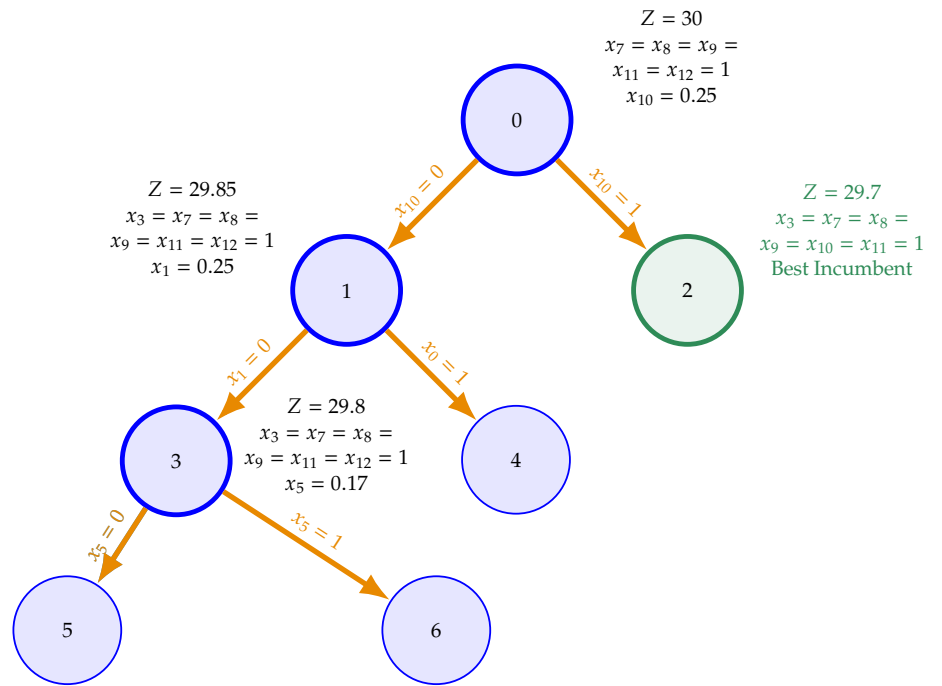 Z = 30
x₇ = x₈ = x₉ =
x₁₁ = x₁₂ = 1
x₁₀ = 0.25
0
x₁₀ = 0
x₁₀ = 1
Z = 29.85
x₃ = x₇ = x₈ =
x₉ = x₁₁ = x₁₂ = 1
x₁ = 0.25
1
Z = 29.7
x₃ = x₇ = x₈ =
x₉ = x₁₀ = x₁₁ = 1
Best Incumbent
2
x₁ = 0
x₀ = 1
Z = 29.8
x₃ = x₇ = x₈ =
x₉ = x₁₁ = x₁₂ = 1
x₅ = 0.17
3
4
x₅ = 0
x₅ = 1
5
6